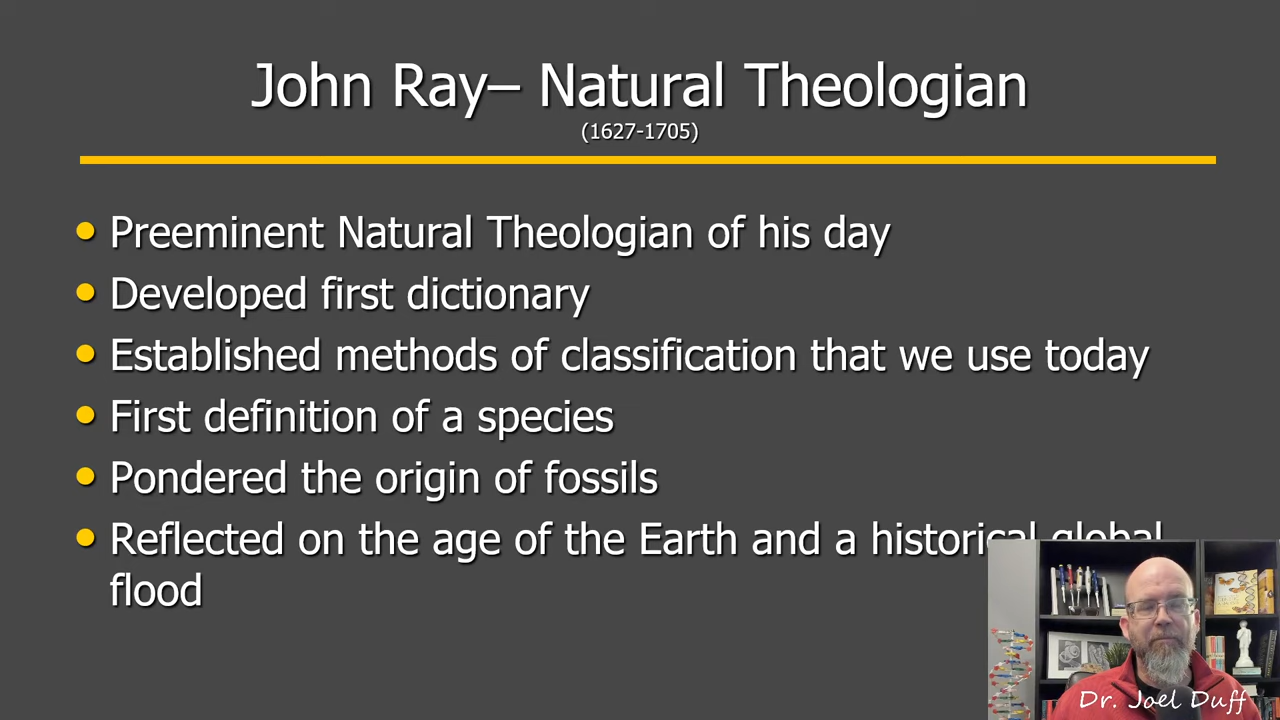 John Ray– Natural Theologian
(1627-1705)
Preeminent Natural Theologian of his day
Developed first dictionary
Established methods of classification that we use today
First definition of a species
Pondered the origin of fossils
Reflected on the age of the Earth and a historical global
flood
Dr. Joel Duff